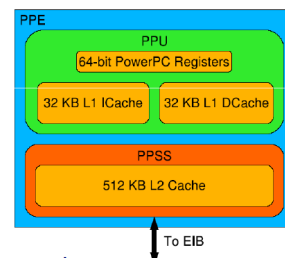 PPE
PPU
64-bit PowerPC Registers
32 KB L1 ICache
32 KB L1 DCache
PPSS
512 KB L2 Cache
To EIB